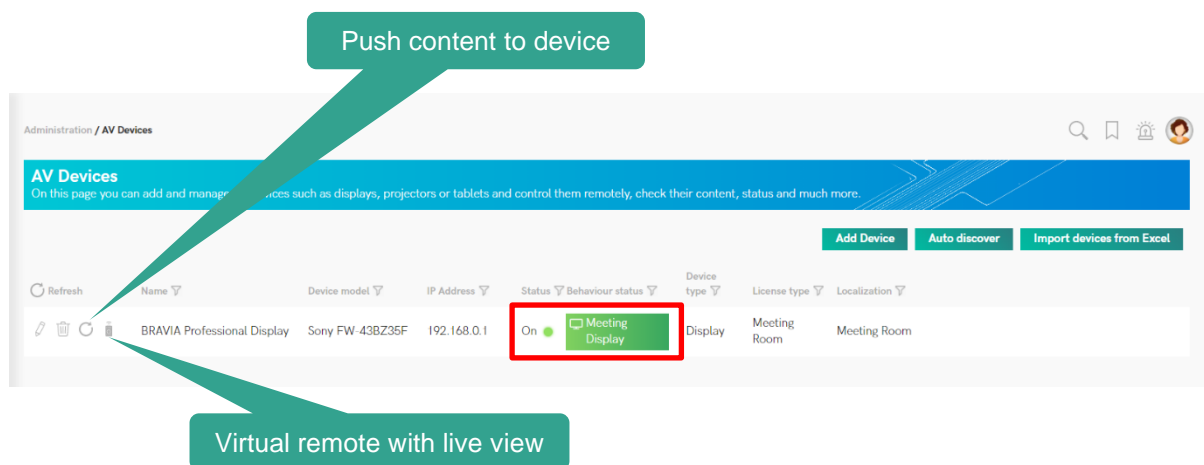 Push content to device
Administration / AV Devices
AV Devices
On this page you can add and manage ices such as displays, projectors or tablets and control them remotely, check their content, status and much more.
Add Device Auto discover Import devices from Excel
Refresh Name Device model IP Address Status Behaviour status Device type License type Localization
BRAVIA Professional Display Sony FW-43BZ35F 192.168.0.1 On Meeting Display Display Meeting Room Meeting Room
Virtual remote with live view